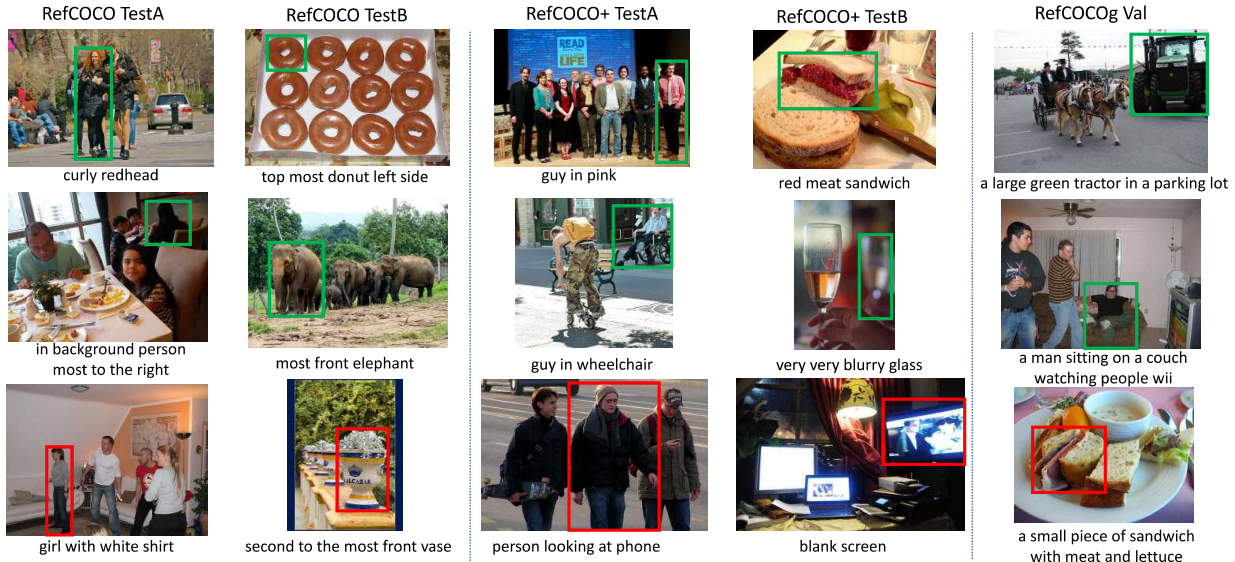 RefCOCO TestA
RefCOCO TestB
RefCOCO+ TestA
RefCOCO+ TestB
RefCOCOg Val
READ
LIFE
curly redhead
top most donut left side
guy in pink
red meat sandwich
a large green tractor in a parking lot
in background person
most to the right
most front elephant
guy in wheelchair
very very blurry glass
a man sitting on a couch
watching people wii
ALCAZAR
girl with white shirt
second to the most front vase
person looking at phone
blank screen
a small piece of sandwich
with meat and lettuce